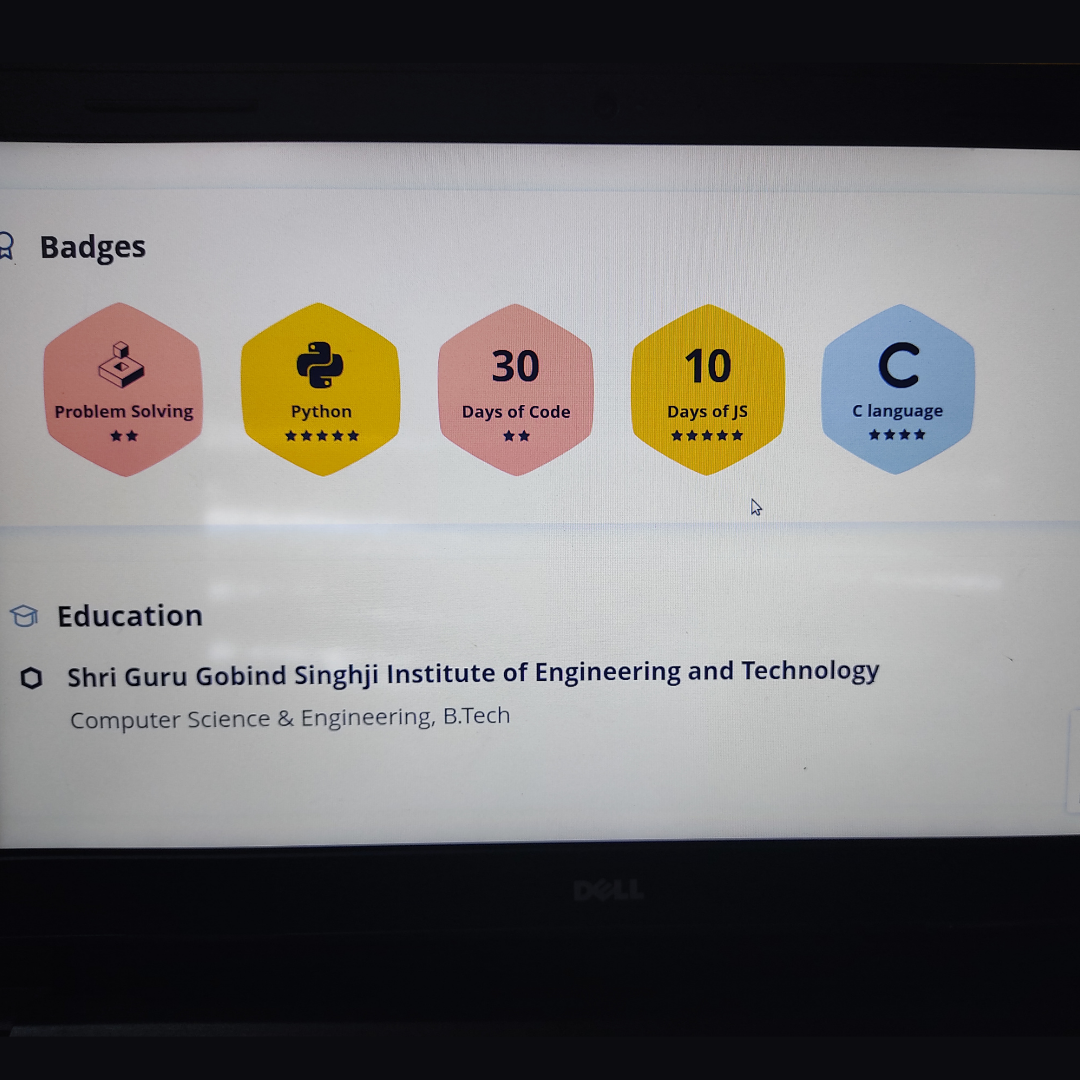 Badges
Problem Solving
Python
30
Days of Code
10
Days of JS
C
C language
Education
Shri Guru Gobind Singhji Institute of Engineering and Technology
Computer Science & Engineering, B.Tech
DELL